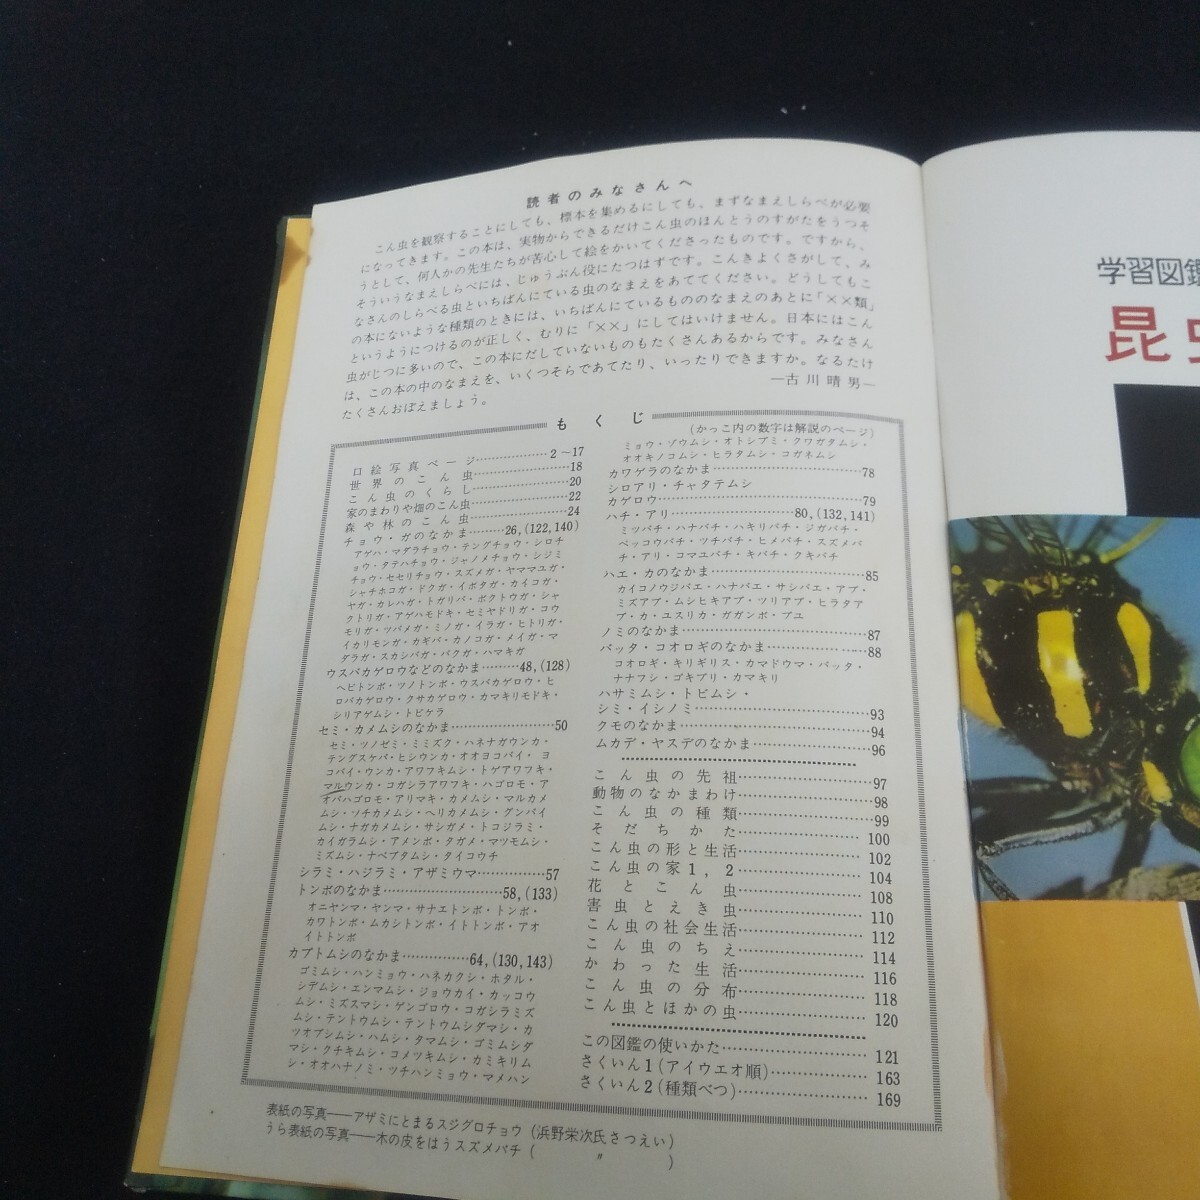 読者のみなさんへ
こん虫を観察することにしても、標本を集めるにしても、まずなまえしらべが必要
になってきます。この本は、実物からできるだけこん虫のほんとうのすがたをうつそ
うとして、何人かの先生たちが苦心して絵をかいてくださったものです。ですから、
そういうなまえしらべには、じゅうぶん役にたつはずです。こんきよくさがして、み
なさんのしらべる虫といちばんにている虫のなまえをあててください。どうしてもこ
の本にないような種類のときには、いちばんにているもののなまえのあとに「××類」
というようにつけるのが正しく、むりに「××」にしてはいけません。日本にはこん
虫がじつに多いので、この本にだしていないものもたくさんあるからです。みなさん
は、この本の中のなまえを、いくつそらであてたり、いったりできますか。なるたけ
たくさんおぼえましょう。
―古川晴男―
もくじ
口絵写真ページ……………2～17
世界のこん虫……………18
こん虫のくらし……………20
家のまわりや畑のこん虫……………22
森や林のこん虫……………24
チョウ・ガのなかま………26,(122,140)
アゲハ・マダラチョウ・テングチョウ・シロチ
ョウ・タテハチョウ・ジャノメチョウ・シジミ
チョウ・セセリチョウ・スズメガ・ヤママユガ・
シャチホコガ・ドクガ・イボタガ・カイコガ・
ヤガ・カレハガ・トガリバ・ボクトウガ・シャ
クトリガ・アゲハモドキ・セミヤドリガ・コウ
モリガ・ツバメガ・ミノガ・イラガ・ヒトリガ・
イカリモンガ・カギバ・カノコガ・メイガ・マ
ダラガ・スカシバガ・ハマキガ
ウスバカゲロウなどのなかま………48,(128)
ヘビトンボ・ツノトンボ・ウスバカゲロウ・ヒ
ロバカゲロウ・クサカゲロウ・カマキリモドキ・
シリアゲムシ・トビケラ
セミ・カメムシのなかま……………50
セミ・ツノゼミ・ミミズク・ハネナガウンカ・
テングスケバ・ヒシウンカ・オオヨコバイ・ヨ
コバイ・ウンカ・アワフキムシ・トゲアワフキ・
マルウンカ・コガシラアワフキ・ハゴロモ・ア
オバハゴロモ・アリマキ・カメムシ・マルカメ
ムシ・ツチカメムシ・ヘリカメムシ・グンバイ
ムシ・ナガカメムシ・サシガメ・トコジラミ・
カイガラムシ・アメンボ・タガメ・マツモムシ・
ミズムシ・ナベブタムシ・タイコウチ
シラミ・ハジラミ・アザミウマ……………57
トンボのなかま……………58,(133)
オニヤンマ・ヤンマ・サナエトンボ・トンボ・
カワトンボ・ムカシトンボ・イトトンボ・アオ
イトトンボ
カブトムシのなかま……………64,(130,143)
ゴミムシ・ハンミョウ・ハネカクシ・ホタル・
シデムシ・エンマムシ・ジョウカイ・カッコウ
ムシ・ミズスマシ・ゲンゴロウ・コガシラミズ
ムシ・テントウムシ・テントウムシダマシ・カ
ツオブシムシ・ハムシ・タマムシ・ゴミムシダ
マシ・クチキムシ・コメツキムシ・カミキリム
シ・オオハナノミ・ツチハンミョウ・マメハン
(かっこ内の数字は解説のページ)
ミョウ・ゾウムシ・オトシブミ・クワガタムシ・
オオキノコムシ・ヒラタムシ・コガネムシ
カワゲラのなかま……………78
シロアリ・チャタテムシ
カゲロウ……………79
ハチ・アリ……………80,(132,141)
ミツバチ・ハナバチ・ハキリバチ・ジガバチ・
ベッコウバチ・ツチバチ・ヒメバチ・スズメバ
チ・アリ・コマユバチ・キバチ・クキバチ
ハエ・カのなかま……………85
カイコノウジバエ・ハナバエ・サシバエ・アブ・
ミズアブ・ムシヒキアブ・ツリアブ・ヒラタア
ブ・カ・ユスリカ・ガガンボ・ブユ
ノミのなかま……………87
バッタ・コオロギのなかま……………88
コオロギ・キリギリス・カマドウマ・バッタ・
ナナフシ・ゴキブリ・カマキリ
ハサミムシ・トビムシ・
シミ・イシノミ……………93
クモのなかま……………94
ムカデ・ヤスデのなかま……………96
こん虫の先祖……………97
動物のなかまわけ……………98
こん虫の種類……………99
そだちかた……………100
こん虫の形と生活……………102
こん虫の家1,2……………104
花とこん虫……………108
害虫とえき虫……………110
こん虫の社会生活……………112
こん虫のちえ……………114
かわった生活……………116
こん虫の分布……………118
こん虫とほかの虫……………120
この図鑑の使いかた……………121
さくいん1(アイウエオ順)……………163
さくいん2(種類べつ)……………169
表紙の写真――アザミにとまるスジグロチョウ(浜野栄次氏さつえい)
うら表紙の写真――木の皮をはうスズメバチ(　〃　)
学習図鑑
昆虫